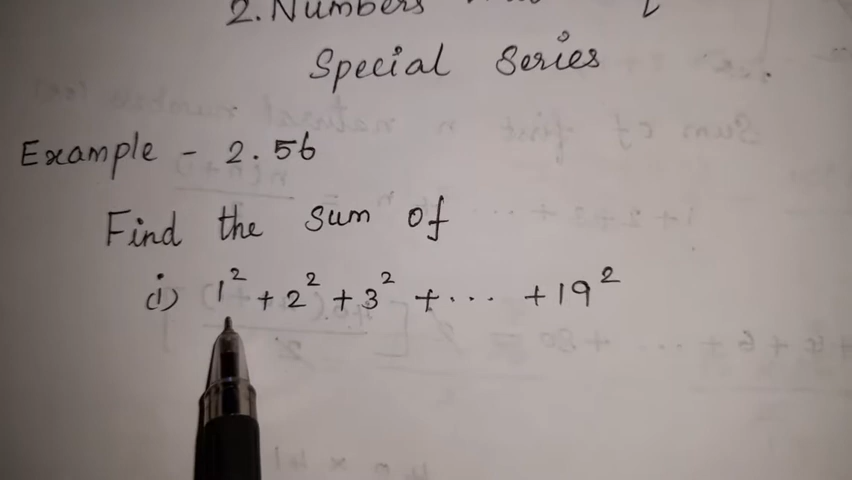 2. Numbers
Special Series
Example - 2.56
Find the sum of
(i) 1² + 2² + 3² + ... + 19²